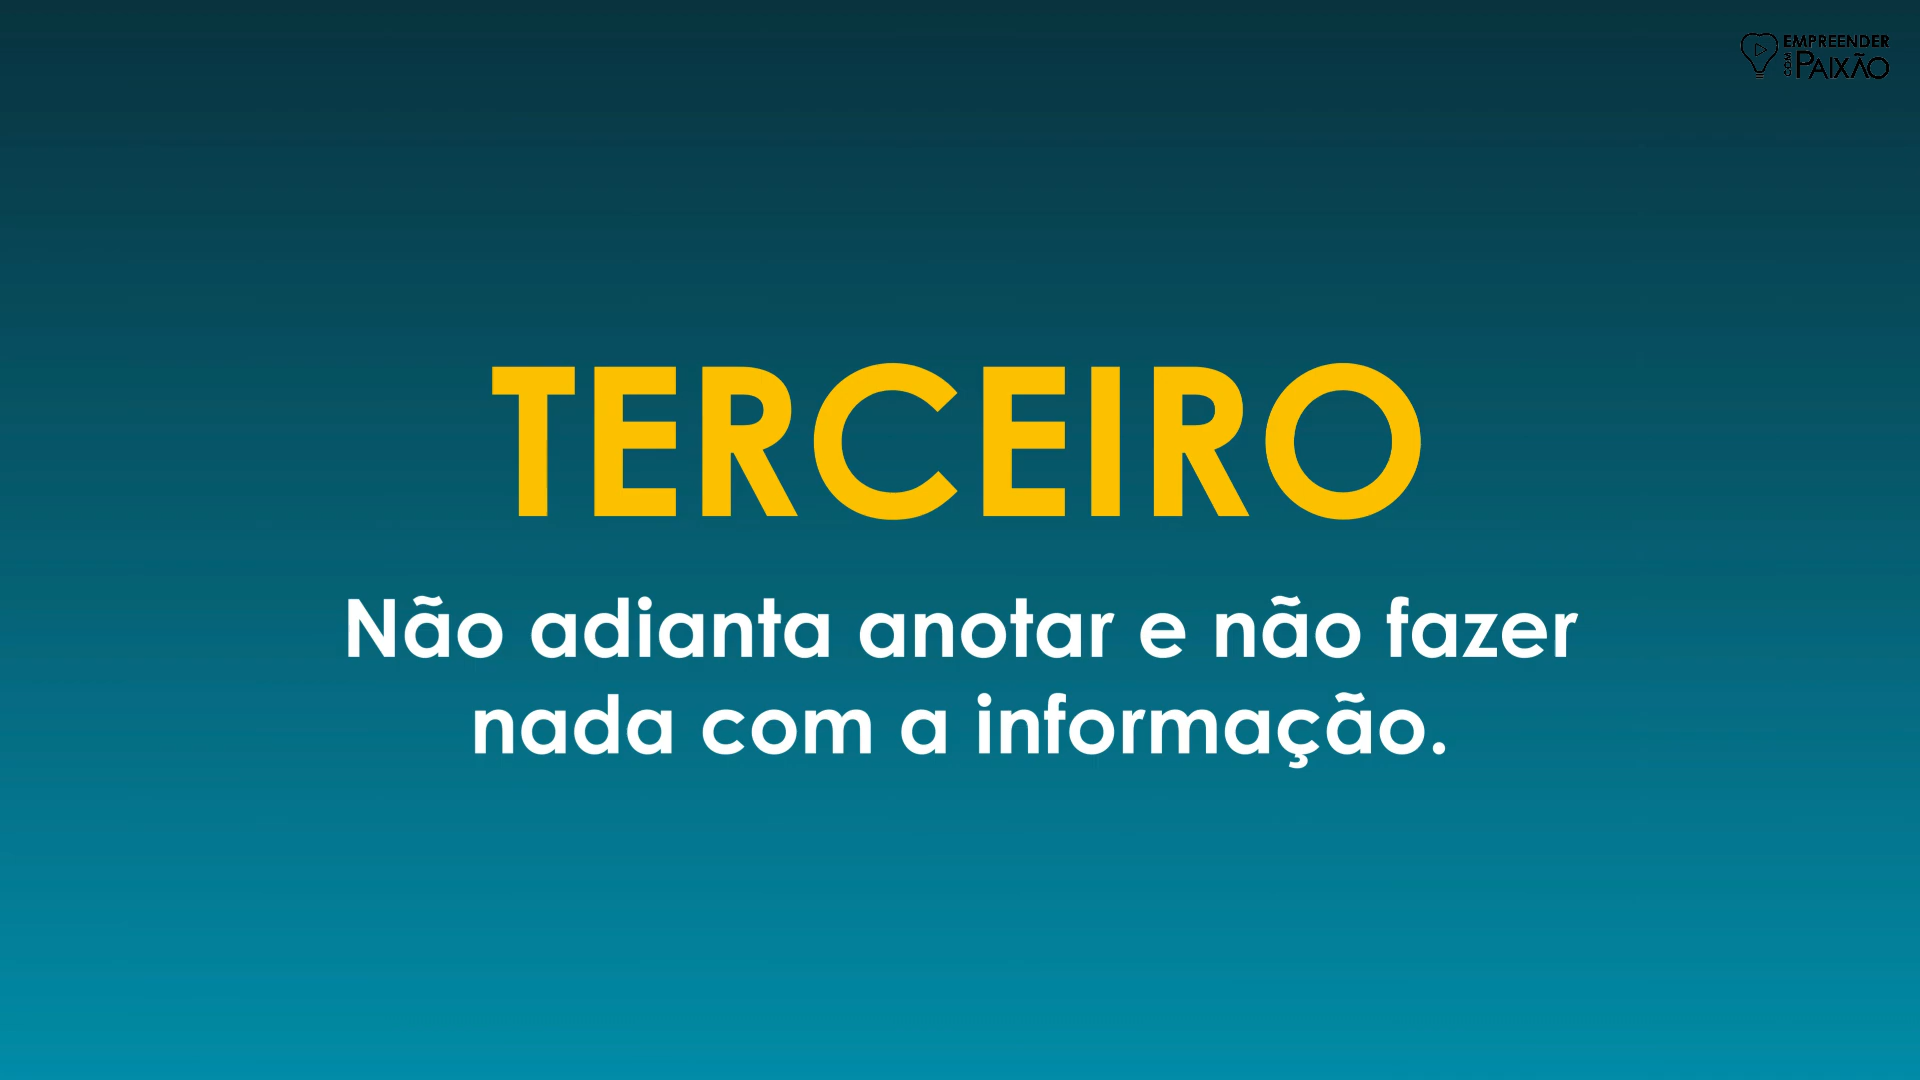 EMPREENDER
COM PAIXÃO
TERCEIRO
Não adianta anotar e não fazer
nada com a informação.